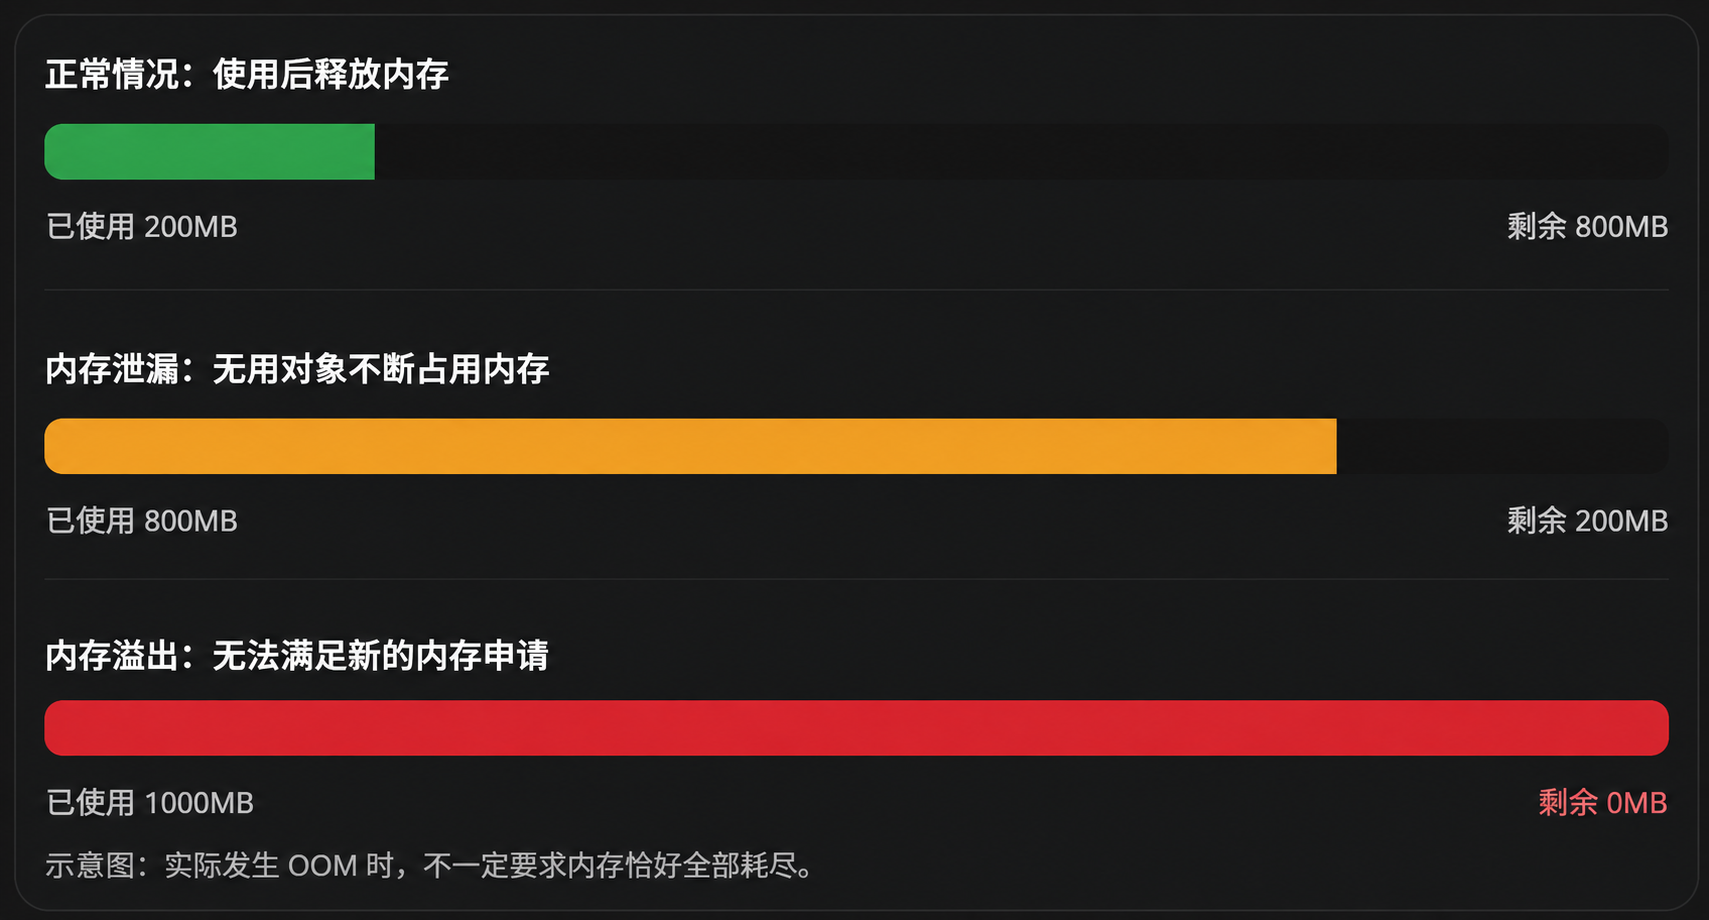 正常情况：使用后释放内存
已使用 200MB
剩余 800MB
内存泄漏：无用对象不断占用内存
已使用 800MB
剩余 200MB
内存溢出：无法满足新的内存申请
已使用 1000MB
剩余 0MB
示意图：实际发生 OOM 时，不一定要求内存恰好全部耗尽。